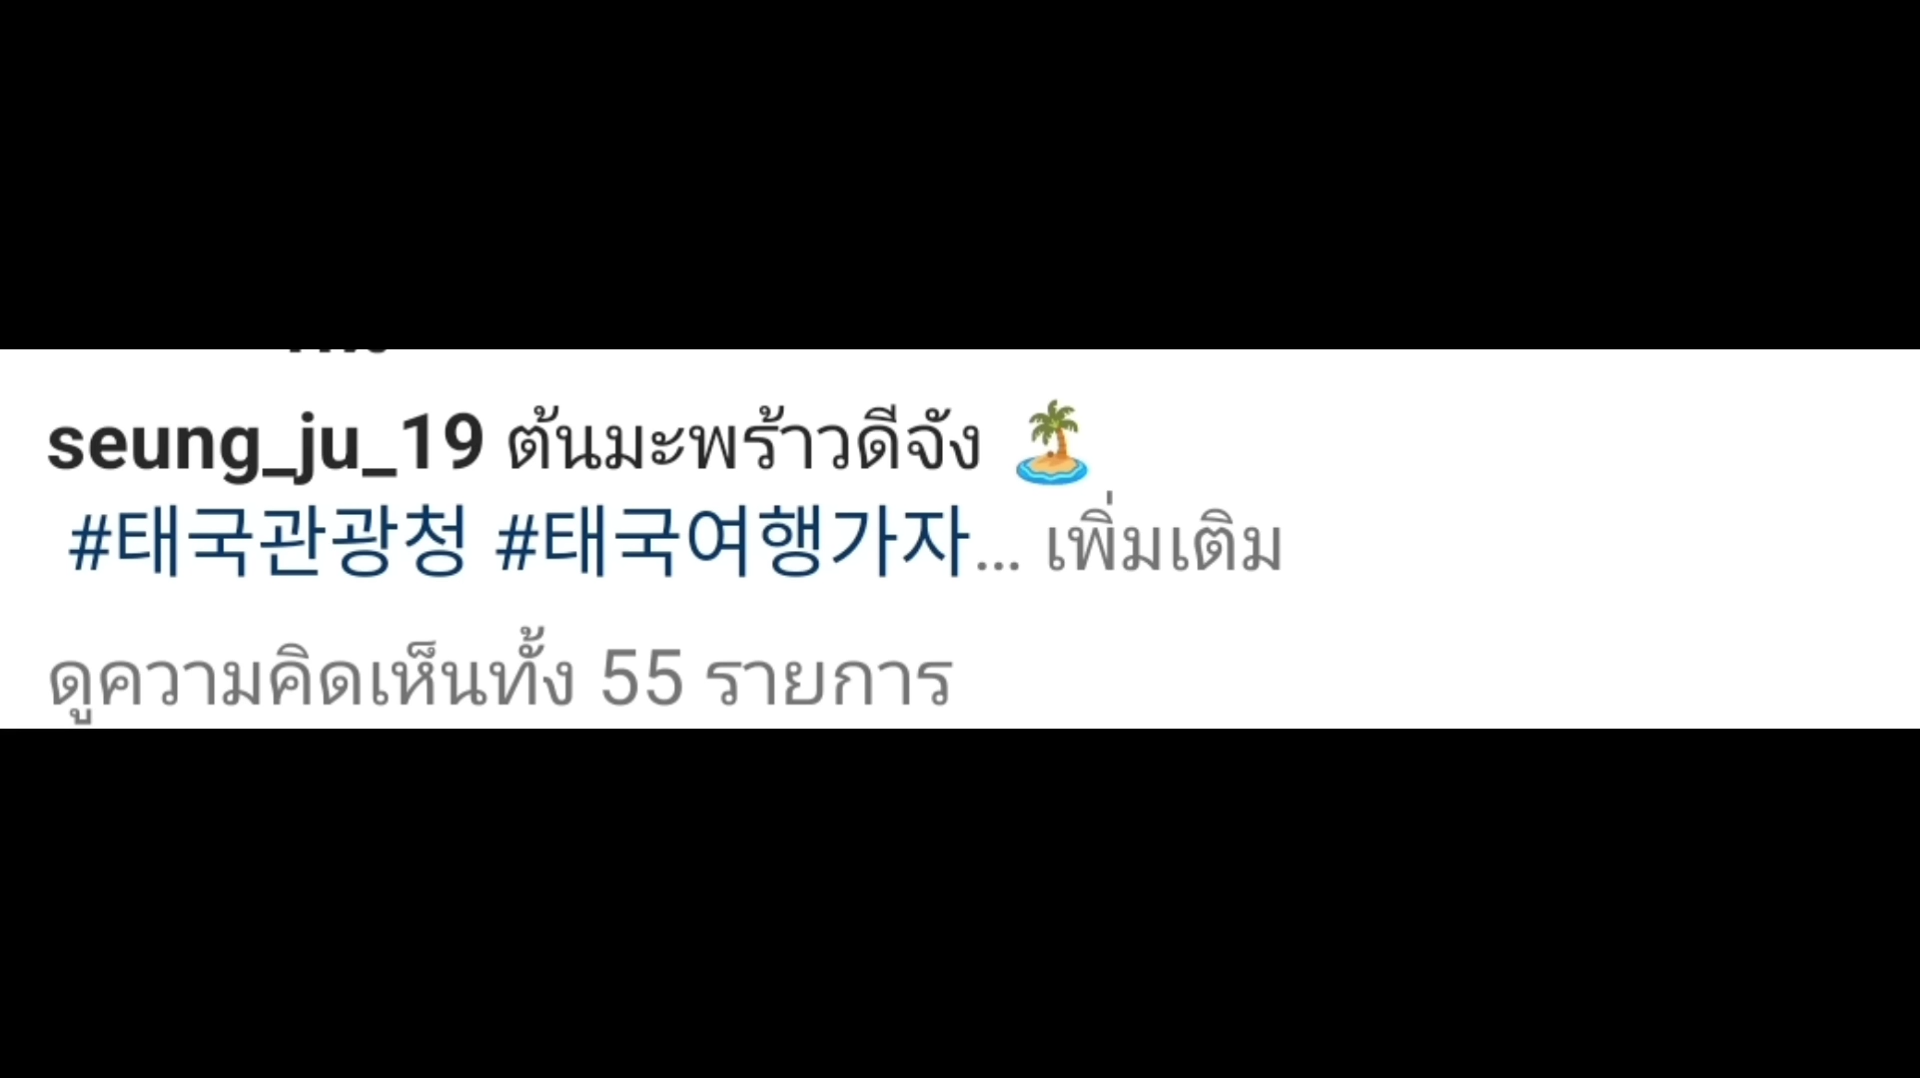 seung_ju_19 ต้นมะพร้าวดีจัง 🏝️
#태국관광청 #태국여행가자... เพิ่มเติม
ดูความคิดเห็นทั้ง 55 รายการ